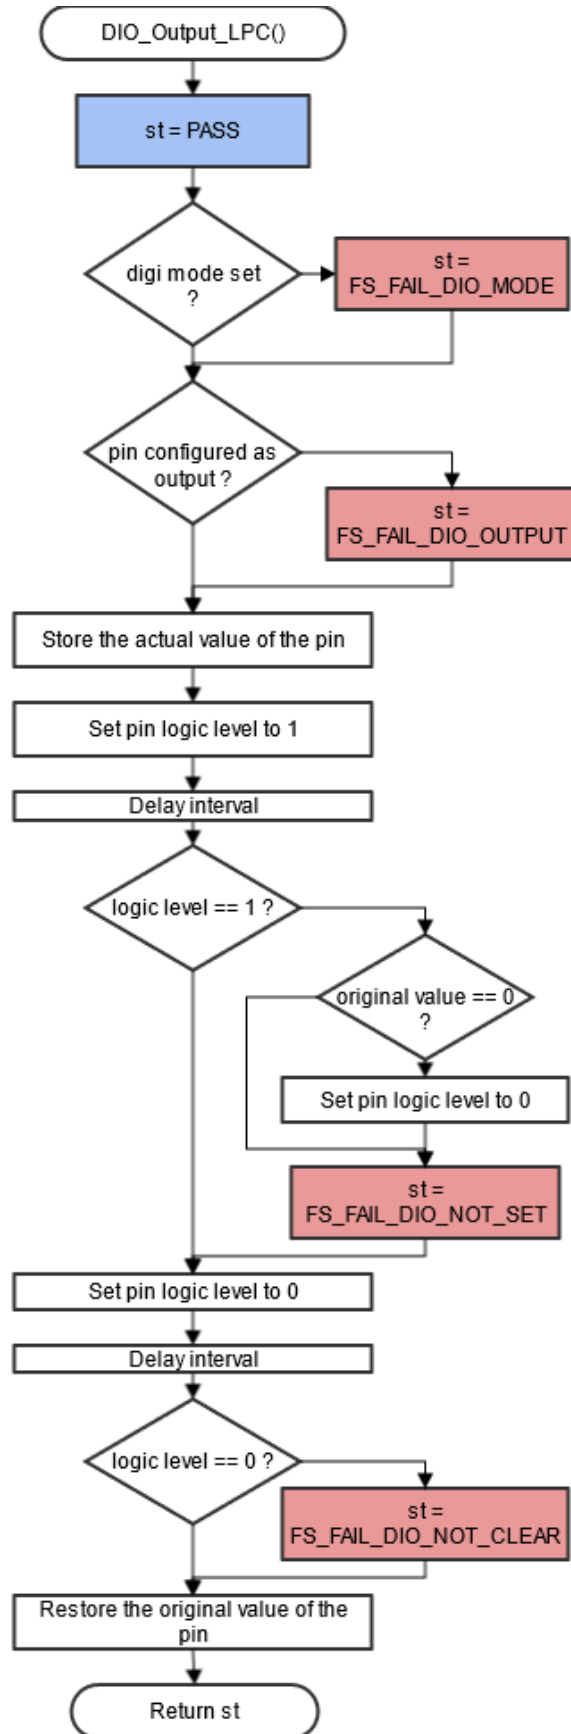 DIO_Output_LPC()
st = PASS
digi mode set
?
st =
FS_FAIL_DIO_MODE
pin configured as
output ?
st =
FS_FAIL_DIO_OUTPUT
Store the actual value of the pin
Set pin logic level to 1
Delay interval
logic level == 1 ?
original value == 0
?
Set pin logic level to 0
st =
FS_FAIL_DIO_NOT_SET
Set pin logic level to 0
Delay interval
logic level == 0 ?
st =
FS_FAIL_DIO_NOT_CLEAR
Restore the original value of the
pin
Return st